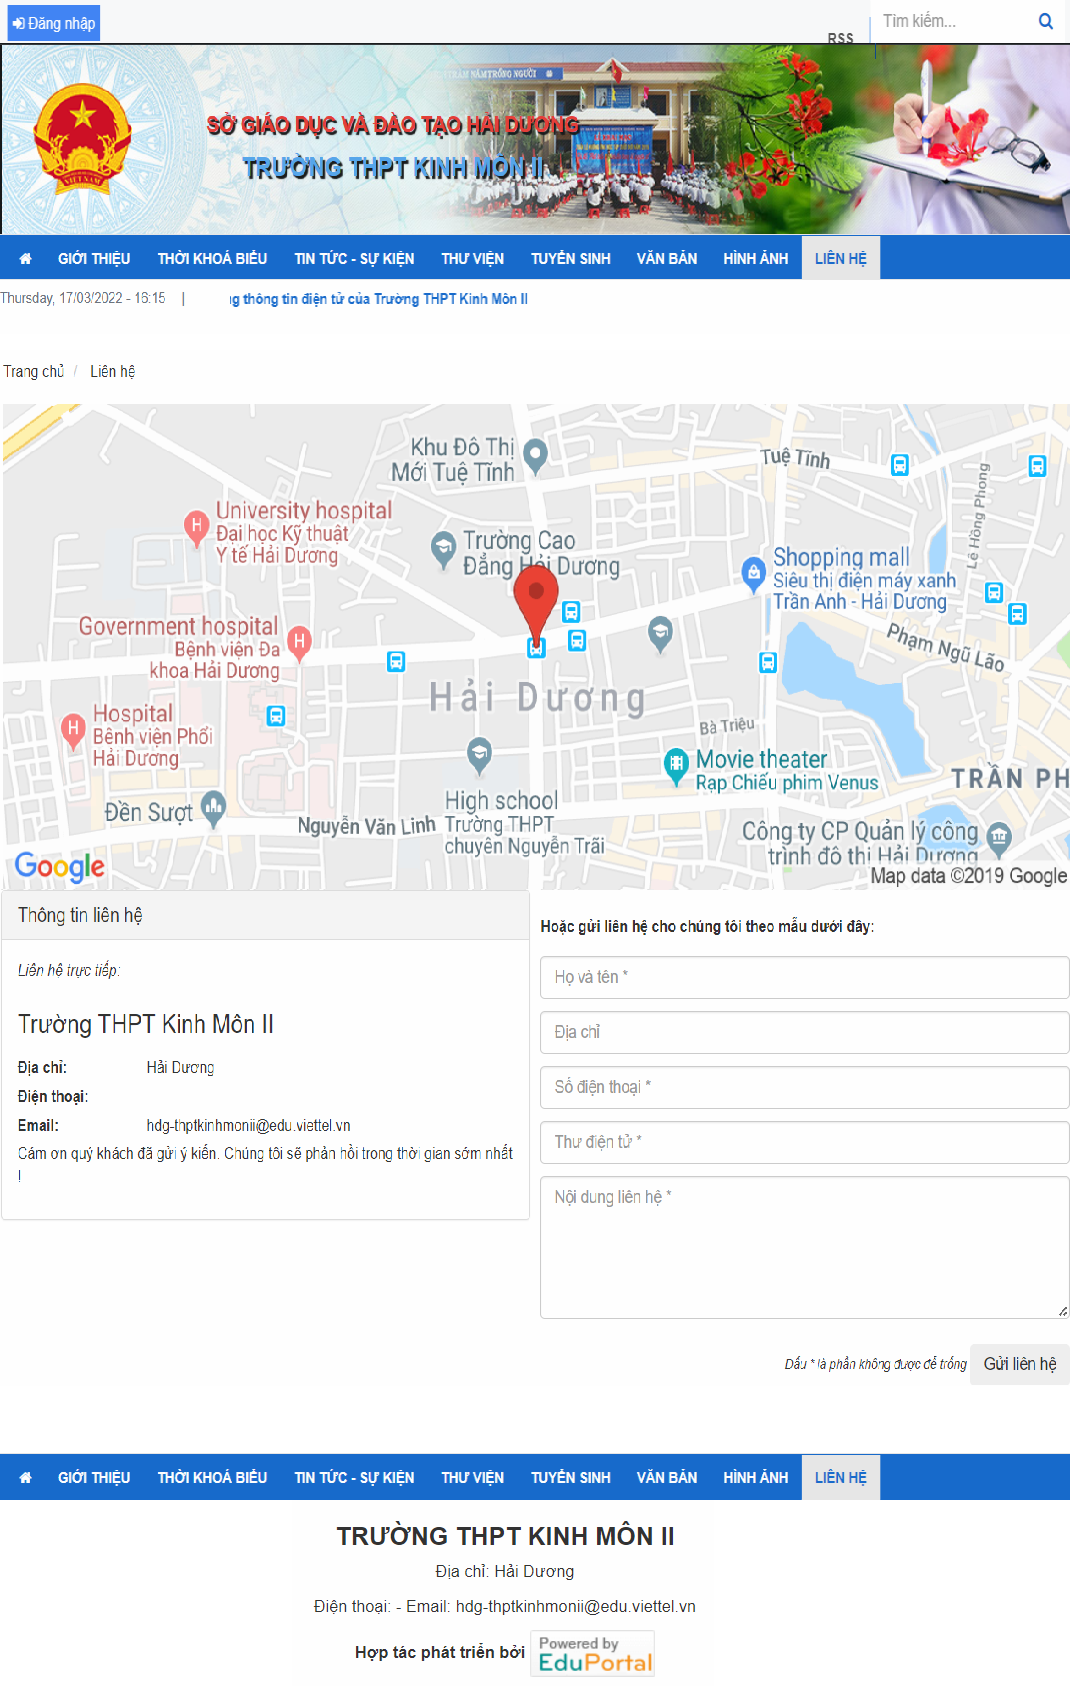 Đăng nhập
RSS
Tìm kiếm...
TRĂM NĂM TRỒNG NGƯỜI
SỞ GIÁO DỤC VÀ ĐÀO TẠO HẢI DƯƠNG
TRƯỜNG THPT KINH MÔN II
VIỆT NAM
GIỚI THIỆU THỜI KHOÁ BIỂU TIN TỨC - SỰ KIỆN THƯ VIỆN TUYỂN SINH VĂN BẢN HÌNH ẢNH LIÊN HỆ
Thursday, 17/03/2022 - 16:15 | ng thông tin điện tử của Trường THPT Kinh Môn II
Trang chủ / Liên hệ
Khu Đô Thị
Mới Tuệ Tĩnh
Tuệ Tĩnh
Lê Hồng Phong
University hospital
Đại học Kỹ thuật
Y tế Hải Dương
Trường Cao
Đẳng Hải Dương
Shopping mall
Siêu thị điện máy xanh
Trần Anh - Hải Dương
Government hospital
Bệnh viện Đa
khoa Hải Dương
Phạm Ngũ Lão
Hải Dương
Hospital
Bệnh viện Phổi
Hải Dương
Bà Triệu
Movie theater
Rạp Chiếu phim Venus
TRẦN PH
Đền Sượt
High school
Trường THPT
chuyên Nguyễn Trãi
Nguyễn Văn Linh
Công ty CP Quản lý công
trình đô thị Hải Dương
Google
Map data ©2019 Google
Thông tin liên hệ
Liên hệ trực tiếp:
Trường THPT Kinh Môn II
Địa chỉ: Hải Dương
Điện thoại:
Email: hdg-thptkinhmonii@edu.viettel.vn
Cám ơn quý khách đã gửi ý kiến. Chúng tôi sẽ phản hồi trong thời gian sớm nhất
!
Hoặc gửi liên hệ cho chúng tôi theo mẫu dưới đây:
Họ và tên *
Địa chỉ
Số điện thoại *
Thư điện tử *
Nội dung liên hệ *
Dấu * là phần không được để trống Gửi liên hệ
GIỚI THIỆU THỜI KHOÁ BIỂU TIN TỨC - SỰ KIỆN THƯ VIỆN TUYỂN SINH VĂN BẢN HÌNH ẢNH LIÊN HỆ
TRƯỜNG THPT KINH MÔN II
Địa chỉ: Hải Dương
Điện thoại: - Email: hdg-thptkinhmonii@edu.viettel.vn
Hợp tác phát triển bởi Powered by
EduPortal